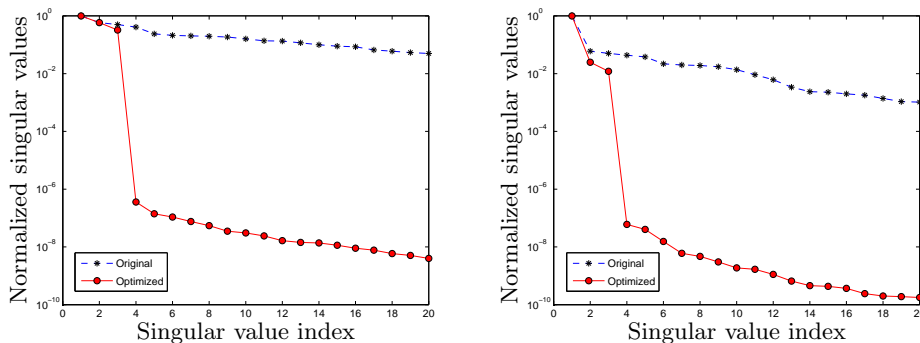 Normalized singular values
10^0
10^-2
10^-4
10^-6
10^-8
10^-10
Original
Optimized
0 2 4 6 8 10 12 14 16 18 20
Singular value index
Normalized singular values
10^0
10^-2
10^-4
10^-6
10^-8
10^-10
Original
Optimized
0 2 4 6 8 10 12 14 16 18 20
Singular value index